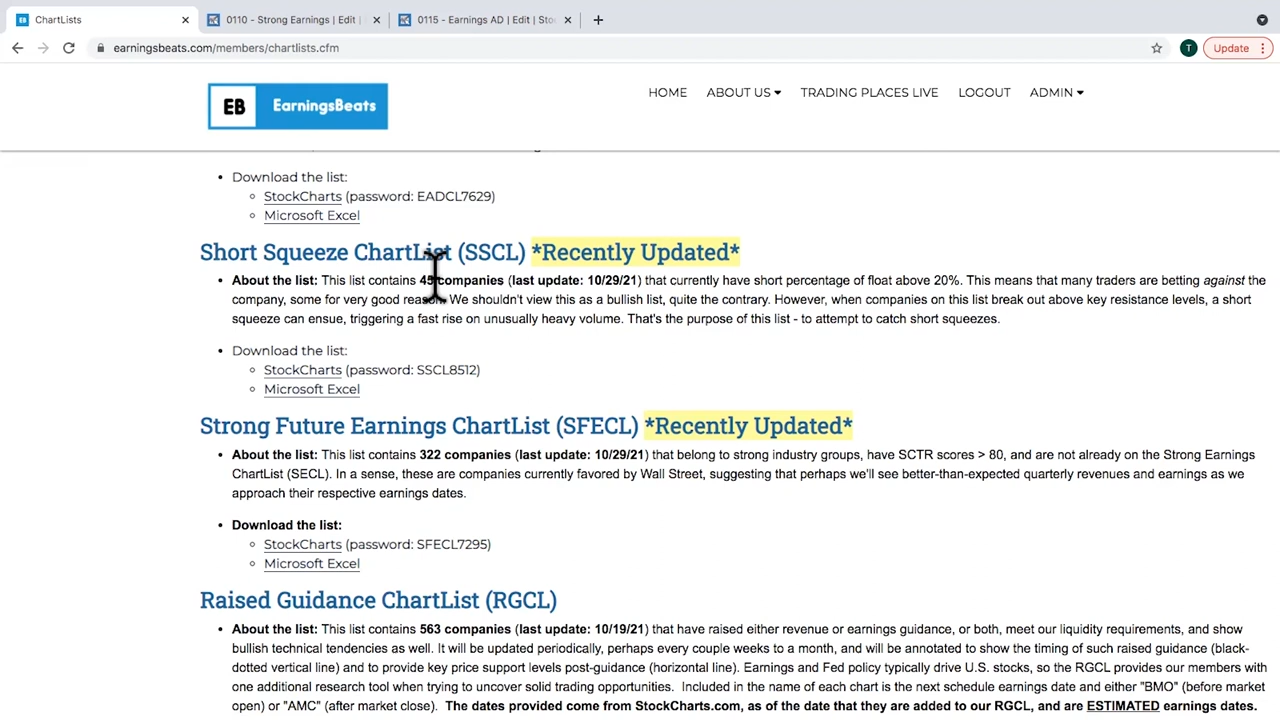 ChartLists
0110 - Strong Earnings | Edit |
0115 - Earnings AD | Edit | Sto
earningsbeats.com/members/chartlists.cfm
T
Update
EB EarningsBeats
HOME ABOUT US TRADING PLACES LIVE LOGOUT ADMIN
• Download the list:
StockCharts (password: EADCL7629)
Microsoft Excel
Short Squeeze ChartList (SSCL) *Recently Updated*
• About the list: This list contains 45 companies (last update: 10/29/21) that currently have short percentage of float above 20%. This means that many traders are betting against the
company, some for very good reason. We shouldn't view this as a bullish list, quite the contrary. However, when companies on this list break out above key resistance levels, a short
squeeze can ensue, triggering a fast rise on unusually heavy volume. That's the purpose of this list - to attempt to catch short squeezes.
• Download the list:
StockCharts (password: SSCL8512)
Microsoft Excel
Strong Future Earnings ChartList (SFECL) *Recently Updated*
• About the list: This list contains 322 companies (last update: 10/29/21) that belong to strong industry groups, have SCTR scores > 80, and are not already on the Strong Earnings
ChartList (SECL). In a sense, these are companies currently favored by Wall Street, suggesting that perhaps we'll see better-than-expected quarterly revenues and earnings as we
approach their respective earnings dates.
• Download the list:
StockCharts (password: SFECL7295)
Microsoft Excel
Raised Guidance ChartList (RGCL)
• About the list: This list contains 563 companies (last update: 10/19/21) that have raised either revenue or earnings guidance, or both, meet our liquidity requirements, and show
bullish technical tendencies as well. It will be updated periodically, perhaps every couple weeks to a month, and will be annotated to show the timing of such raised guidance (black-
dotted vertical line) and to provide key price support levels post-guidance (horizontal line). Earnings and Fed policy typically drive U.S. stocks, so the RGCL provides our members with
one additional research tool when trying to uncover solid trading opportunities. Included in the name of each chart is the next schedule earnings date and either "BMO" (before market
open) or "AMC" (after market close). The dates provided come from StockCharts.com, as of the date that they are added to our RGCL, and are ESTIMATED earnings dates.